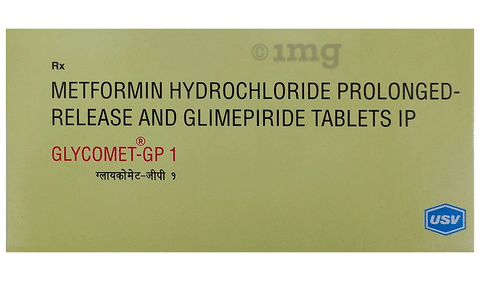 ©1mg
Rx
METFORMIN HYDROCHLORIDE PROLONGED-
RELEASE AND GLIMEPIRIDE TABLETS IP
GLYCOMET®-GP 1
ग्लायकोमेट-जीपी १
USV